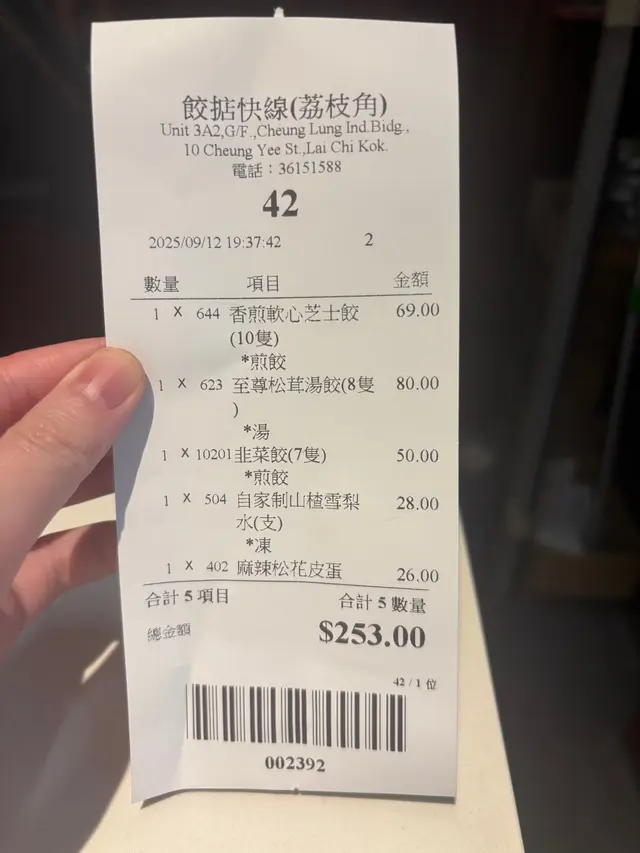 餃掂快線(荔枝角)
Unit 3A2,G/F.,Cheung Lung Ind.Bidg.,
10 Cheung Yee St.,Lai Chi Kok.
電話：36151588
42
2025/09/12 19:37:42 2
數量 項目 金額
1 X 644 香煎軟心芝士餃 69.00
(10隻)
*煎餃
1 X 623 至尊松茸湯餃(8隻 80.00
)
*湯
1 X 10201 韭菜餃(7隻) 50.00
*煎餃
1 X 504 自家制山楂雪梨 28.00
水(支)
*凍
1 X 402 麻辣松花皮蛋 26.00
合計 5 項目 合計 5 數量
總金額 $253.00
42 / 1 位
002392